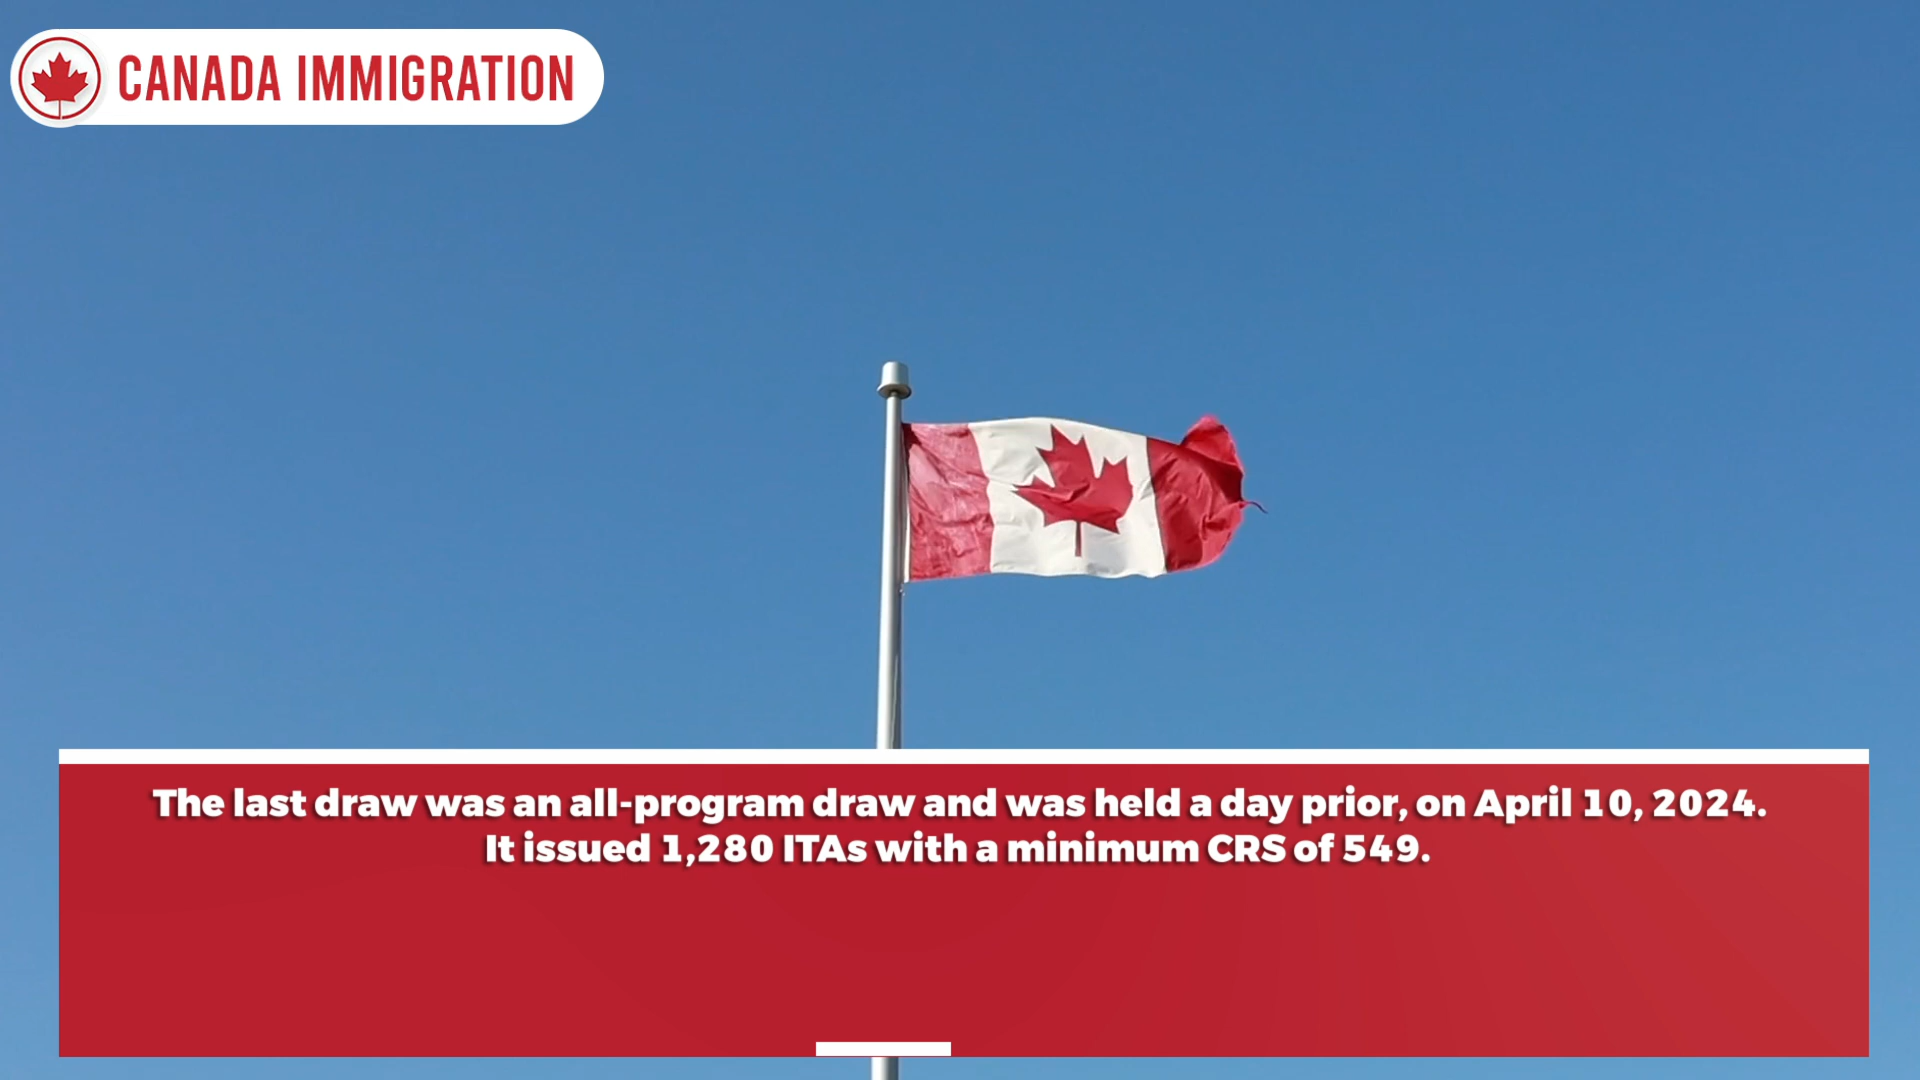 CANADA IMMIGRATION
The last draw was an all-program draw and was held a day prior, on April 10, 2024.
It issued 1,280 ITAs with a minimum CRS of 549.